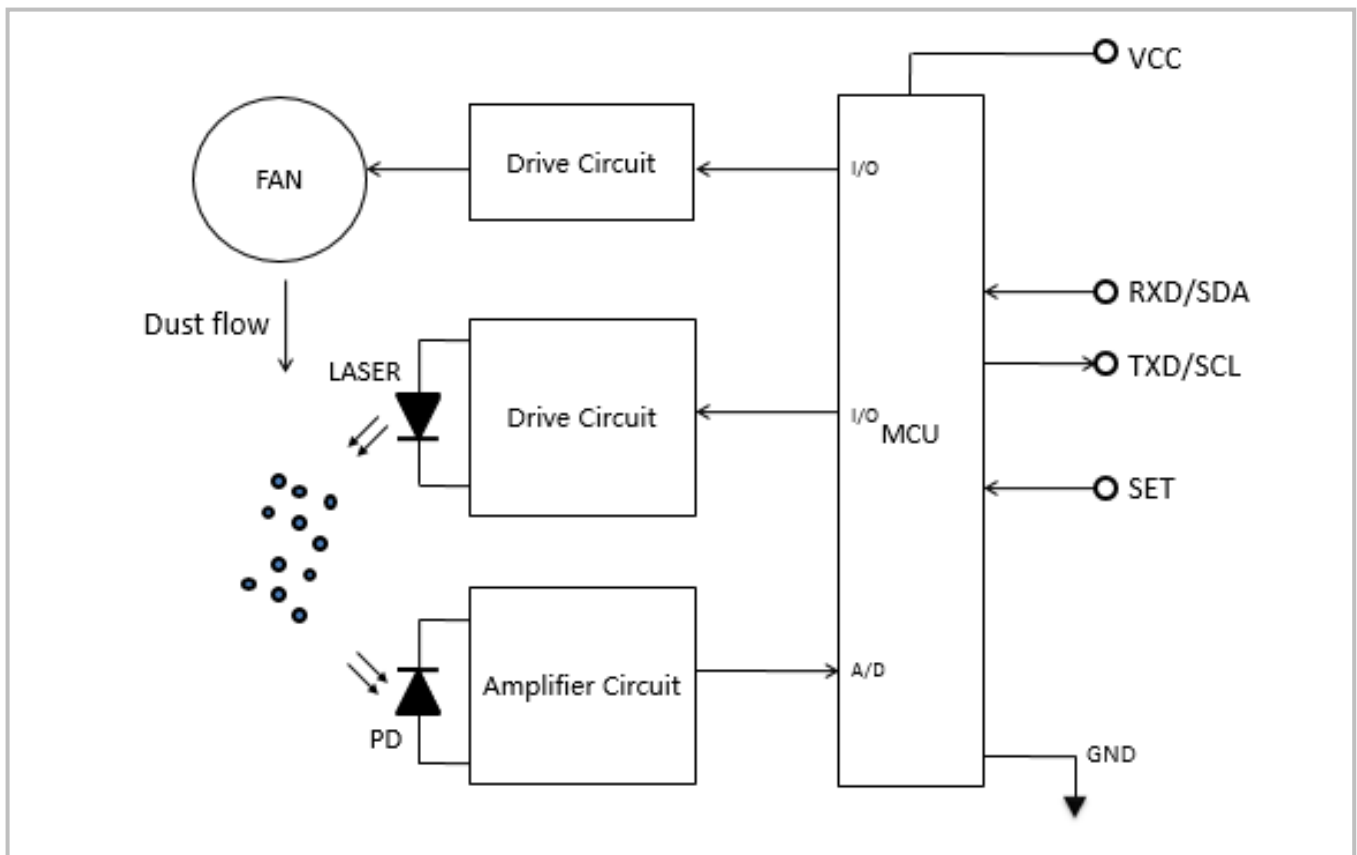 VCC
FAN
Drive Circuit
I/O
RXD/SDA
Dust flow
TXD/SCL
LASER
Drive Circuit
I/O
MCU
SET
Amplifier Circuit
A/D
PD
GND